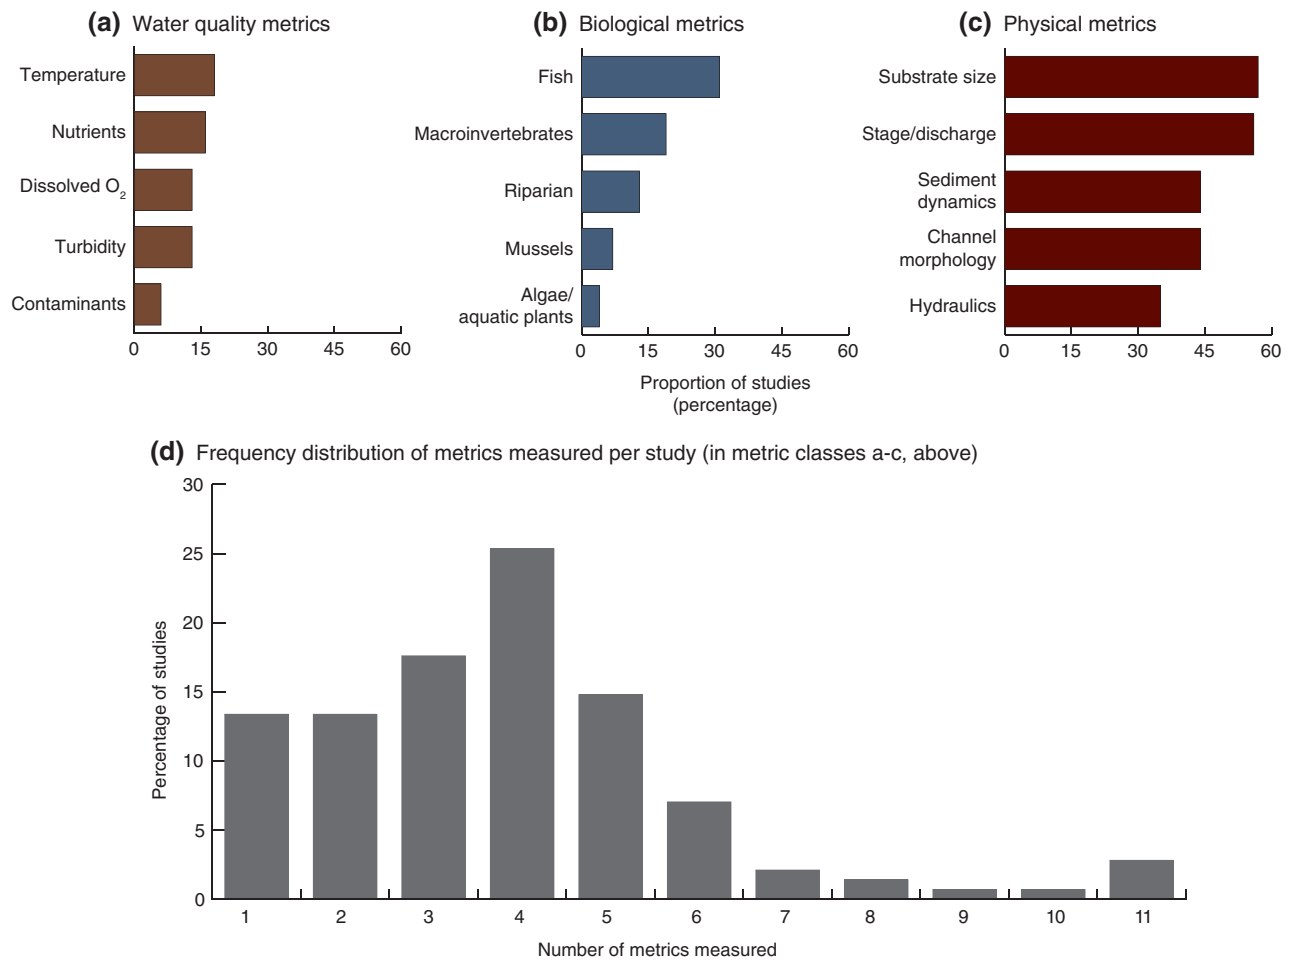 (a) Water quality metrics
Temperature
Nutrients
Dissolved O2
Turbidity
Contaminants
0 15 30 45 60
(b) Biological metrics
Fish
Macroinvertebrates
Riparian
Mussels
Algae/
aquatic plants
0 15 30 45 60
Proportion of studies
(percentage)
(c) Physical metrics
Substrate size
Stage/discharge
Sediment
dynamics
Channel
morphology
Hydraulics
0 15 30 45 60
(d) Frequency distribution of metrics measured per study (in metric classes a-c, above)
Percentage of studies
30
25
20
15
10
5
0
1 2 3 4 5 6 7 8 9 10 11
Number of metrics measured